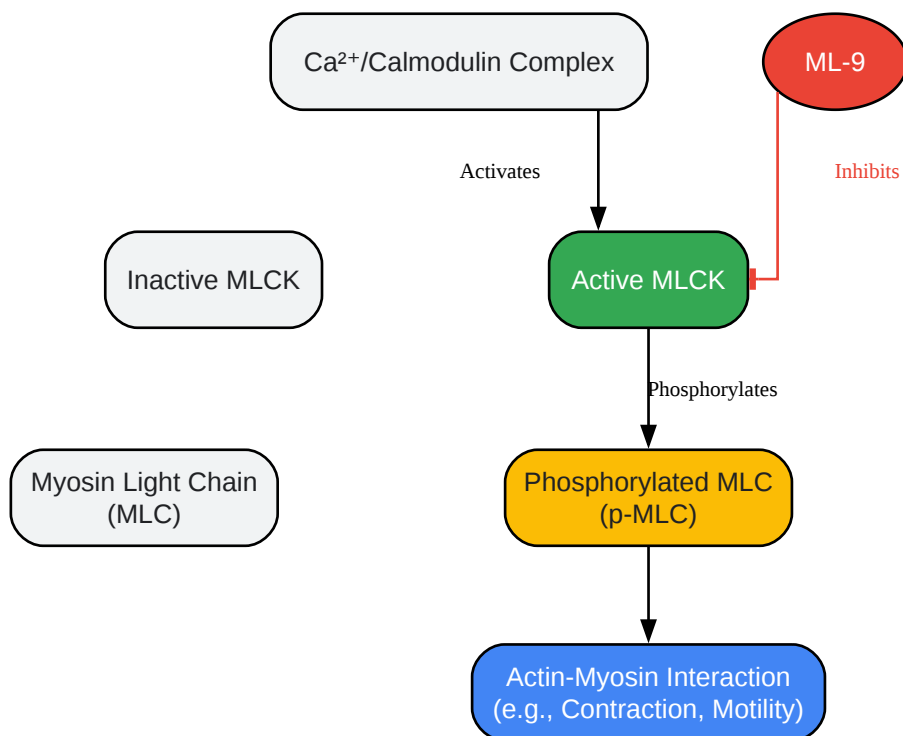 Ca²⁺/Calmodulin Complex
ML-9
Activates
Inhibits
Inactive MLCK
Active MLCK
Phosphorylates
Myosin Light Chain
(MLC)
Phosphorylated MLC
(p-MLC)
Actin-Myosin Interaction
(e.g., Contraction, Motility)